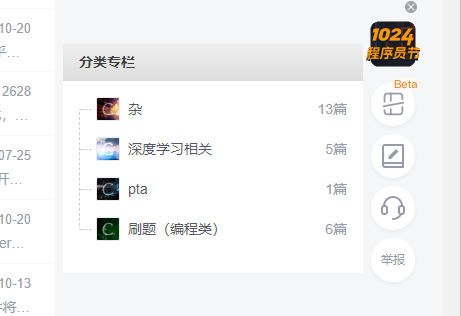 10-20
平…
2628
,…
07-25
开…
10-20
er…
10-13
将…
分类专栏
杂 13篇
深度学习相关 5篇
pta 1篇
刷题（编程类） 6篇
1024
程序员节
Beta
举报